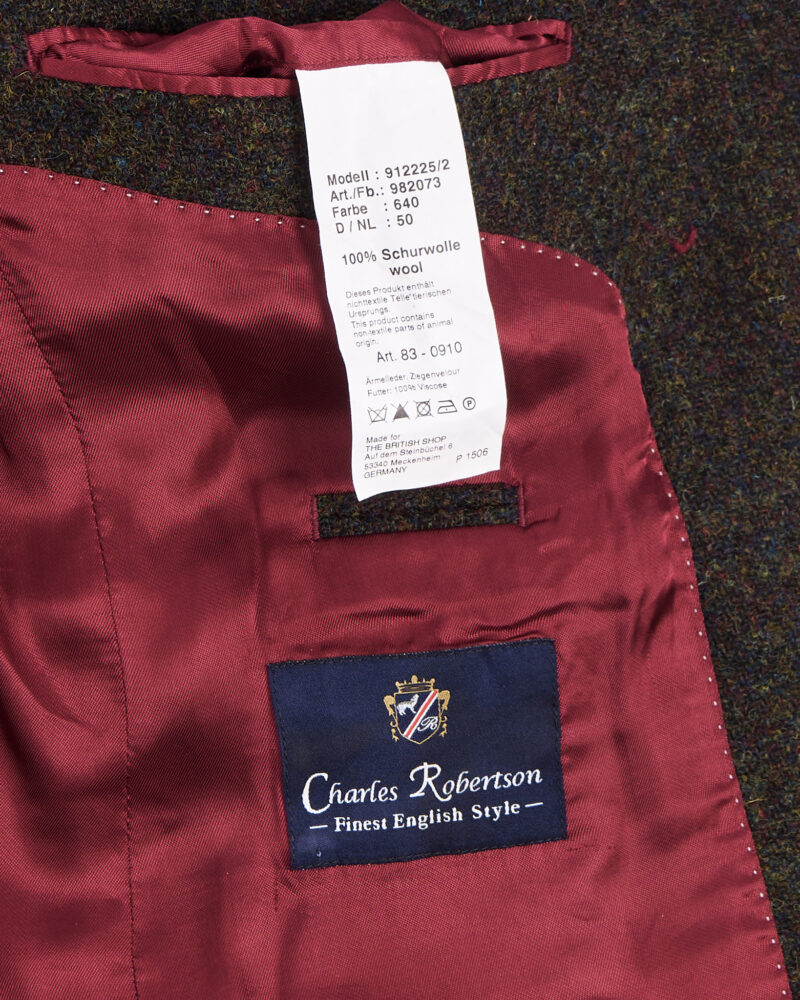 Modell : 912225/2
Art./Fb.: 982073
Farbe : 640
D / NL : 50
100% Schurwolle
wool
Dieses Produkt enthält
nichttextile Teile tierischen
Ursprungs.
This product contains
non-textile parts of animal
origin.
Art. 83 - 0910
Ärmelleder: Ziegenvelour
Futter: 100% Viscose
P
Made for
THE BRITISH SHOP
Auf dem Steinbüchel 6
53340 Meckenheim P 1506
GERMANY
R
Charles Robertson
— Finest English Style —